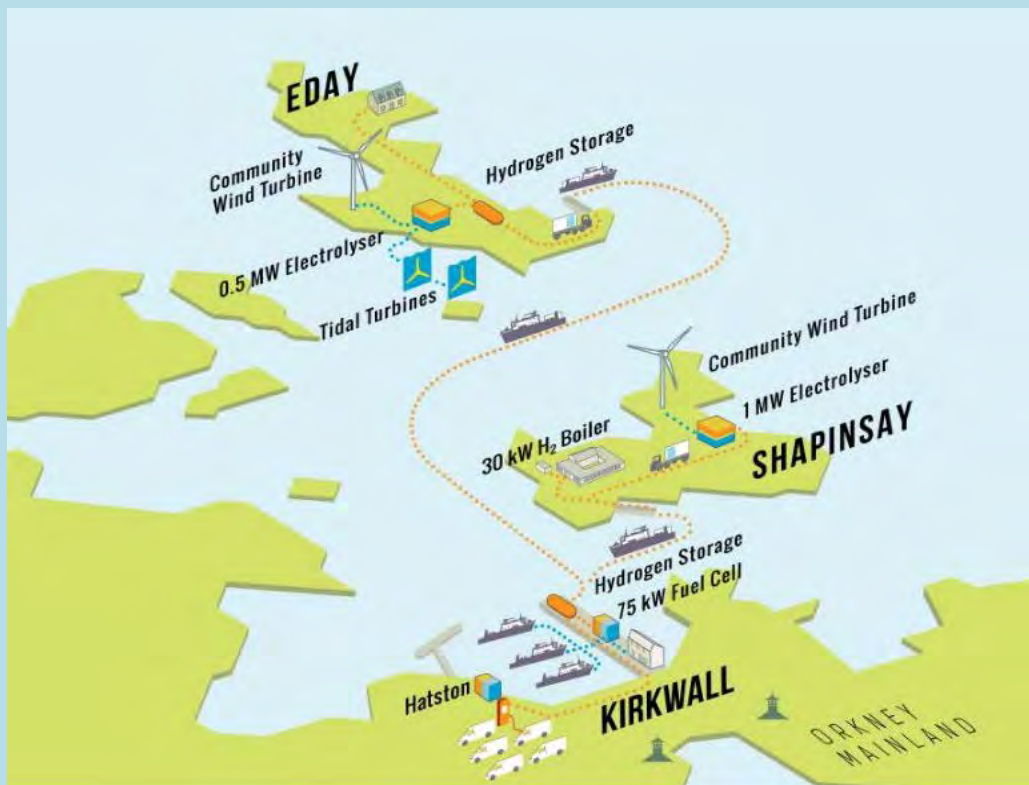 EDAY
Community
Wind Turbine
Hydrogen Storage
0.5 MW Electrolyser
Tidal Turbines
Community Wind Turbine
1 MW Electrolyser
30 kW H₂ Boiler
SHAPINSAY
Hydrogen Storage
75 kW Fuel Cell
Hatston
KIRKWALL
ORKNEY
MAINLAND